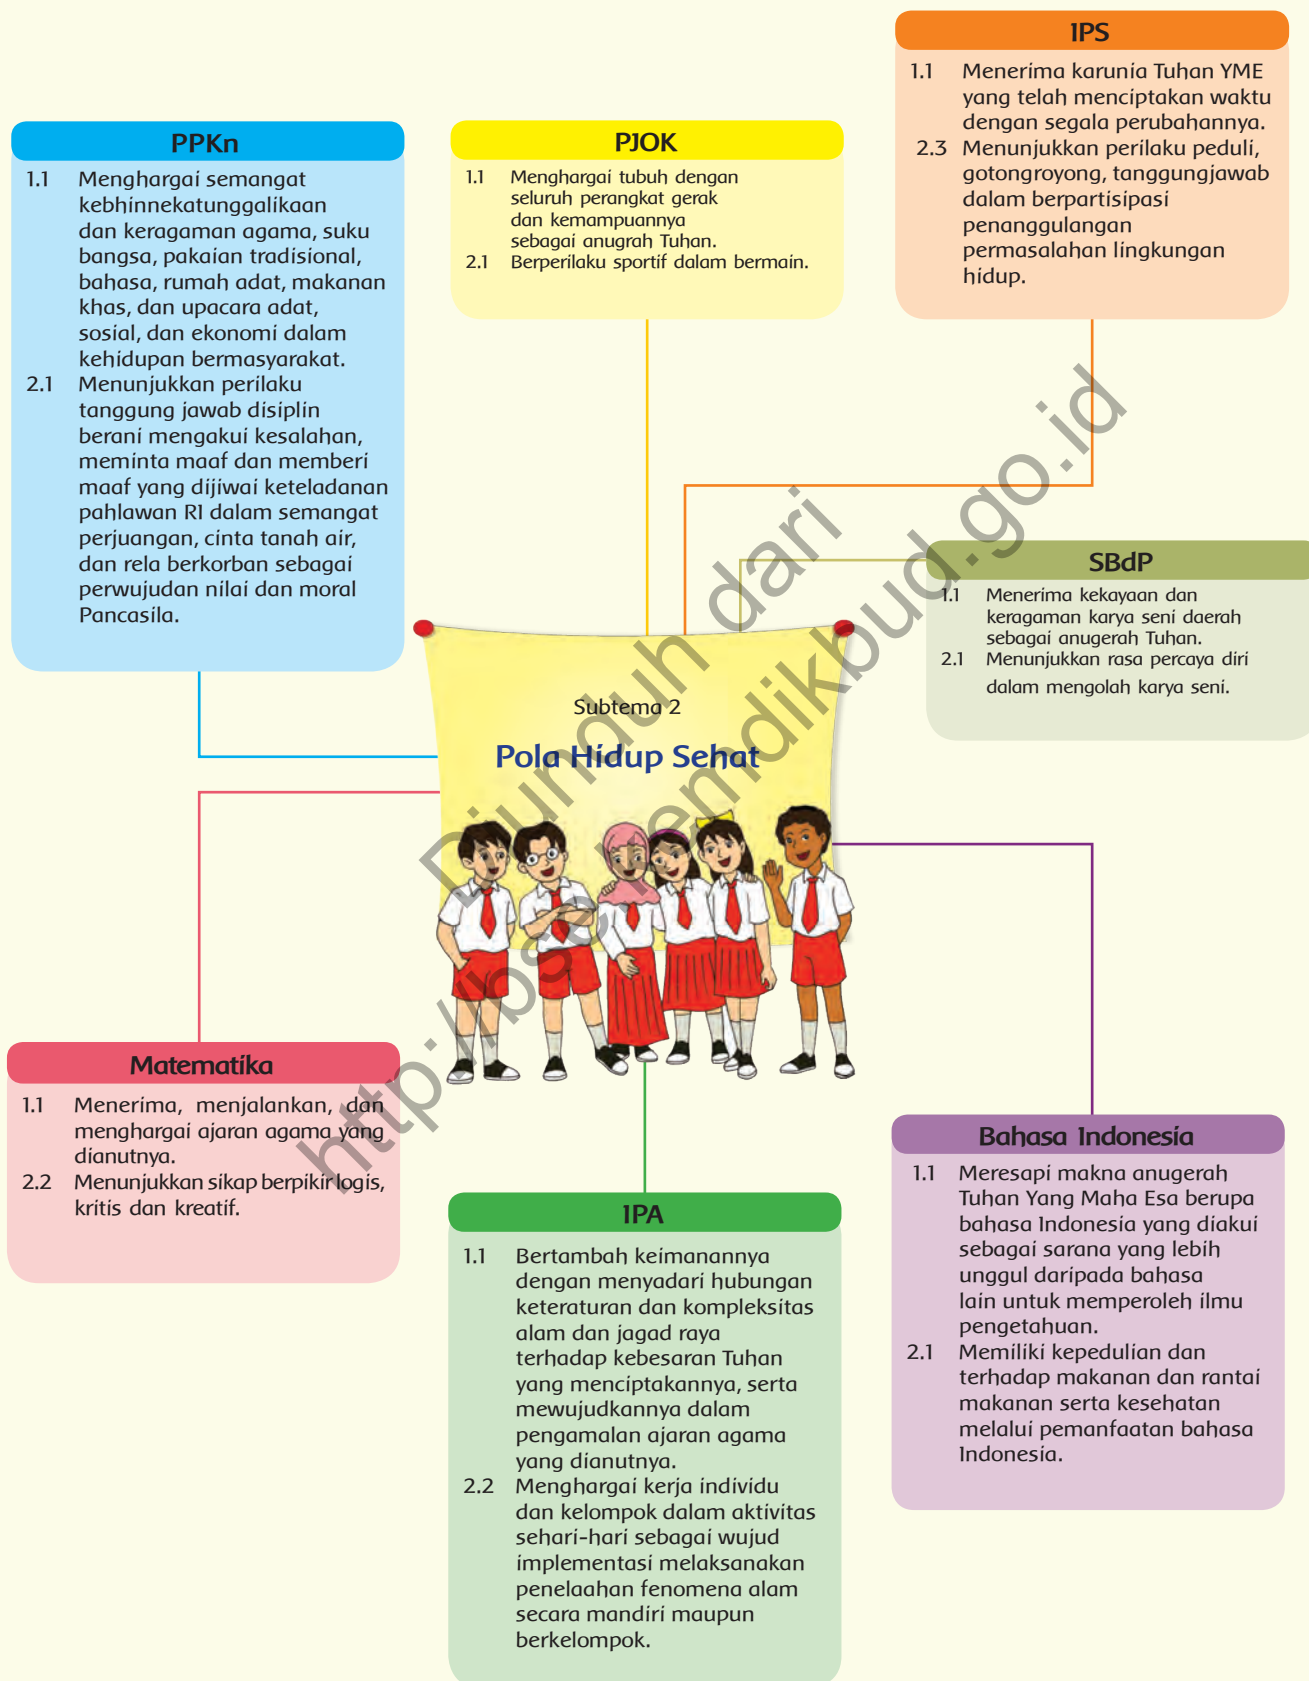 IPS
1.1 Menerima karunia Tuhan YME
yang telah menciptakan waktu
dengan segala perubahannya.
2.3 Menunjukkan perilaku peduli,
gotongroyong, tanggungjawab
dalam berpartisipasi
penanggulangan
permasalahan lingkungan
hidup.
PPKn
1.1 Menghargai semangat
kebhinnekatunggalikaan
dan keragaman agama, suku
bangsa, pakaian tradisional,
bahasa, rumah adat, makanan
khas, dan upacara adat,
sosial, dan ekonomi dalam
kehidupan bermasyarakat.
2.1 Menunjukkan perilaku
tanggung jawab disiplin
berani mengakui kesalahan,
meminta maaf dan memberi
maaf yang dijiwai keteladanan
pahlawan RI dalam semangat
perjuangan, cinta tanah air,
dan rela berkorban sebagai
perwujudan nilai dan moral
Pancasila.
PJOK
1.1 Menghargai tubuh dengan
seluruh perangkat gerak
dan kemampuannya
sebagai anugrah Tuhan.
2.1 Berperilaku sportif dalam bermain.
SBdP
1.1 Menerima kekayaan dan
keragaman karya seni daerah
sebagai anugerah Tuhan.
2.1 Menunjukkan rasa percaya diri
dalam mengolah karya seni.
Subtema 2
Pola Hidup Sehat
Matematika
1.1 Menerima, menjalankan, dan
menghargai ajaran agama yang
dianutnya.
2.2 Menunjukkan sikap berpikir logis,
kritis dan kreatif.
IPA
1.1 Bertambah keimanannya
dengan menyadari hubungan
keteraturan dan kompleksitas
alam dan jagad raya
terhadap kebesaran Tuhan
yang menciptakannya, serta
mewujudkannya dalam
pengamalan ajaran agama
yang dianutnya.
2.2 Menghargai kerja individu
dan kelompok dalam aktivitas
sehari-hari sebagai wujud
implementasi melaksanakan
penelaahan fenomena alam
secara mandiri maupun
berkelompok.
Bahasa Indonesia
1.1 Meresapi makna anugerah
Tuhan Yang Maha Esa berupa
bahasa Indonesia yang diakui
sebagai sarana yang lebih
unggul daripada bahasa
lain untuk memperoleh ilmu
pengetahuan.
2.1 Memiliki kepedulian dan
terhadap makanan dan rantai
makanan serta kesehatan
melalui pemanfaatan bahasa
Indonesia.
Diunduh dari
http://bse.kemdikbud.go.id